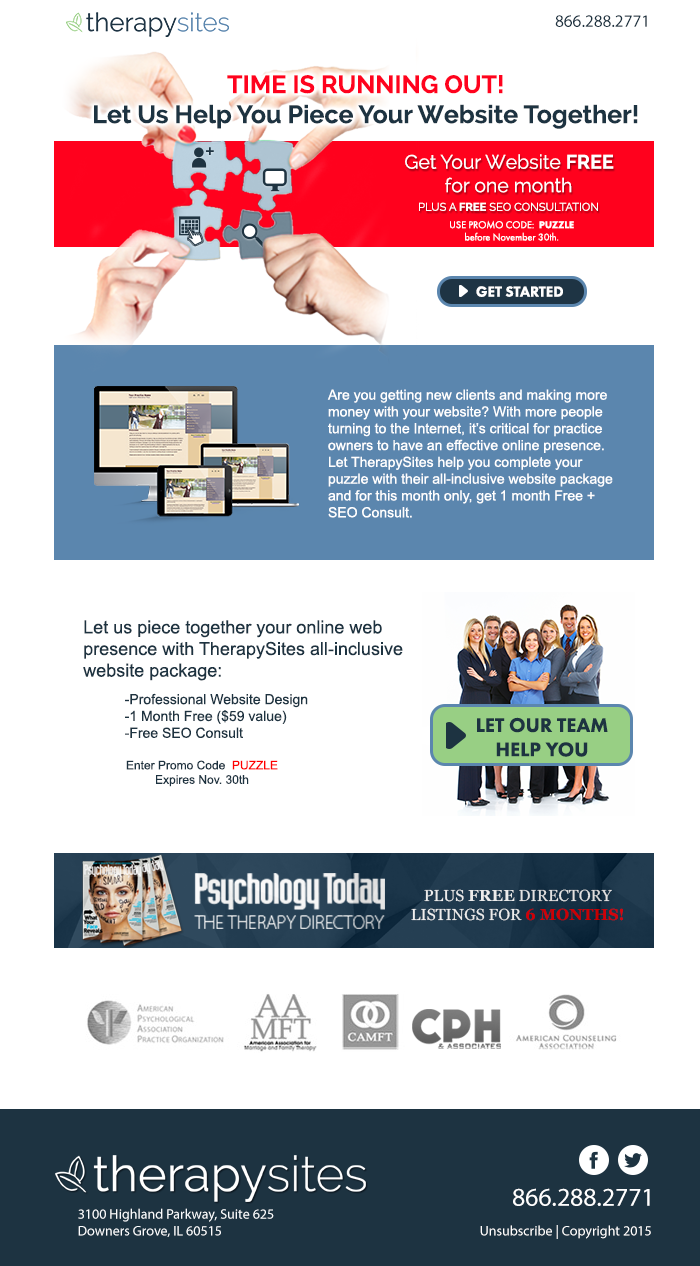 therapysites
866.288.2771
TIME IS RUNNING OUT!
Let Us Help You Piece Your Website Together!
Get Your Website FREE
for one month
PLUS A FREE SEO CONSULTATION
USE PROMO CODE: PUZZLE
before November 30th.
GET STARTED
Are you getting new clients and making more
money with your website? With more people
turning to the Internet, it's critical for practice
owners to have an effective online presence.
Let TherapySites help you complete your
puzzle with their all-inclusive website package
and for this month only, get 1 month Free +
SEO Consult.
Let us piece together your online web
presence with TherapySites all-inclusive
website package:
-Professional Website Design
-1 Month Free ($59 value)
-Free SEO Consult
Enter Promo Code PUZZLE
Expires Nov. 30th
LET OUR TEAM
HELP YOU
Psychology Today
What
Your
Face
Reveals
Psychology Today
THE THERAPY DIRECTORY
PLUS FREE DIRECTORY
LISTINGS FOR 6 MONTHS!
AMERICAN
PSYCHOLOGICAL
ASSOCIATION
PRACTICE ORGANIZATION
AA
MFT
American Association for
Marriage and Family Therapy
CAMFT
CPH
& ASSOCIATES
AMERICAN COUNSELING
ASSOCIATION
therapysites
3100 Highland Parkway, Suite 625
Downers Grove, IL 60515
866.288.2771
Unsubscribe | Copyright 2015